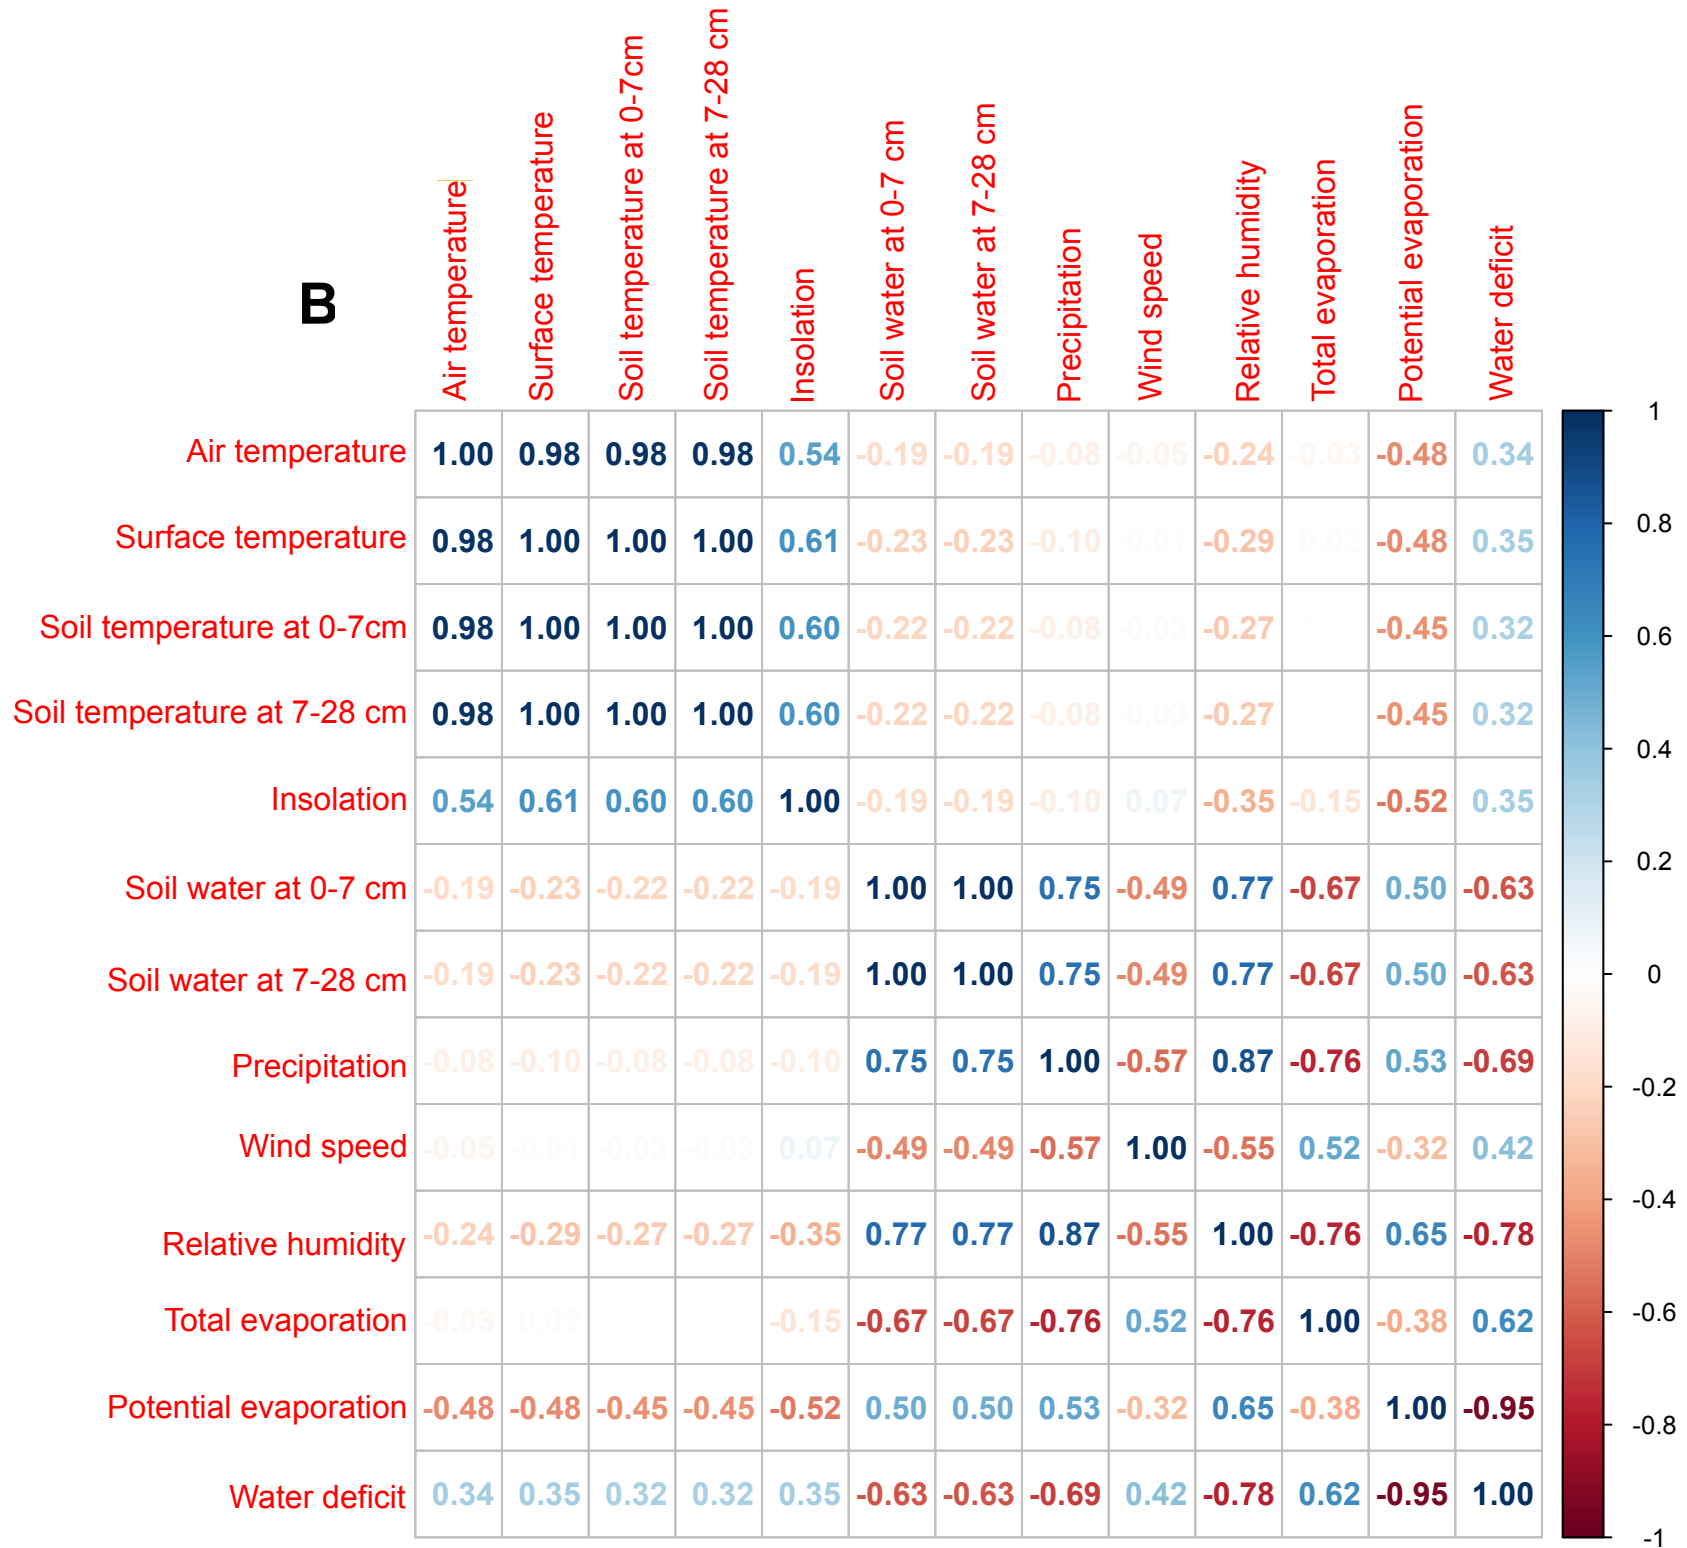 B
Air temperature
Surface temperature
Soil temperature at 0-7cm
Soil temperature at 7-28 cm
Insolation
Soil water at 0-7 cm
Soil water at 7-28 cm
Precipitation
Wind speed
Relative humidity
Total evaporation
Potential evaporation
Water deficit
Air temperature 1.00 0.98 0.98 0.98 0.54 -0.19 -0.19 -0.08 -0.05 -0.24 -0.03 -0.48 0.34
Surface temperature 0.98 1.00 1.00 1.00 0.61 -0.23 -0.23 -0.10 -0.01 -0.29 0.02 -0.48 0.35
Soil temperature at 0-7cm 0.98 1.00 1.00 1.00 0.60 -0.22 -0.22 -0.08 -0.03 -0.27 -0.45 0.32
Soil temperature at 7-28 cm 0.98 1.00 1.00 1.00 0.60 -0.22 -0.22 -0.08 -0.03 -0.27 -0.45 0.32
Insolation 0.54 0.61 0.60 0.60 1.00 -0.19 -0.19 -0.10 0.07 -0.35 -0.15 -0.52 0.35
Soil water at 0-7 cm -0.19 -0.23 -0.22 -0.22 -0.19 1.00 1.00 0.75 -0.49 0.77 -0.67 0.50 -0.63
Soil water at 7-28 cm -0.19 -0.23 -0.22 -0.22 -0.19 1.00 1.00 0.75 -0.49 0.77 -0.67 0.50 -0.63
Precipitation -0.08 -0.10 -0.08 -0.08 -0.10 0.75 0.75 1.00 -0.57 0.87 -0.76 0.53 -0.69
Wind speed -0.05 -0.01 -0.03 -0.03 0.07 -0.49 -0.49 -0.57 1.00 -0.55 0.52 -0.32 0.42
Relative humidity -0.24 -0.29 -0.27 -0.27 -0.35 0.77 0.77 0.87 -0.55 1.00 -0.76 0.65 -0.78
Total evaporation -0.03 0.02 -0.15 -0.67 -0.67 -0.76 0.52 -0.76 1.00 -0.38 0.62
Potential evaporation -0.48 -0.48 -0.45 -0.45 -0.52 0.50 0.50 0.53 -0.32 0.65 -0.38 1.00 -0.95
Water deficit 0.34 0.35 0.32 0.32 0.35 -0.63 -0.63 -0.69 0.42 -0.78 0.62 -0.95 1.00
1
0.8
0.6
0.4
0.2
0
-0.2
-0.4
-0.6
-0.8
-1